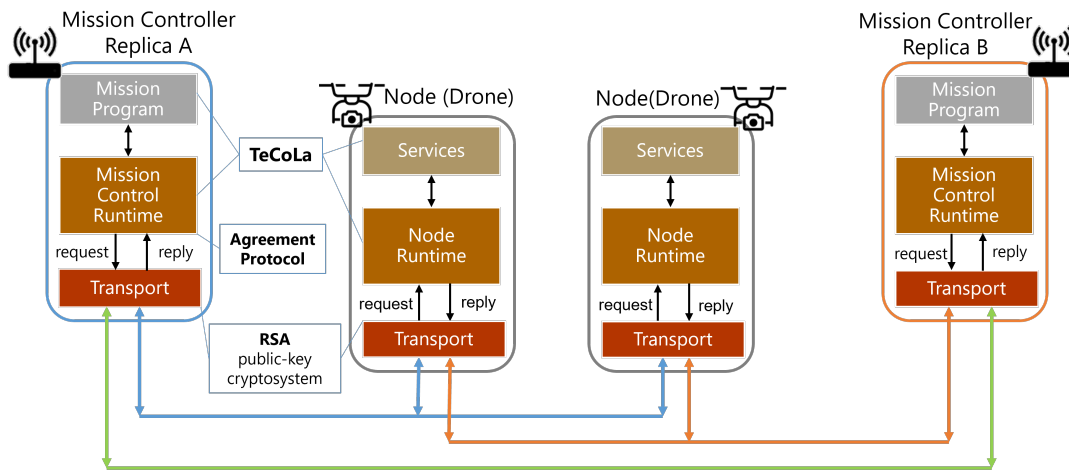 Mission Controller
Replica A
Mission
Program
Mission
Control
Runtime
request
reply
Transport
TeCoLa
Agreement
Protocol
RSA
public-key
cryptosystem
Node (Drone)
Services
Node
Runtime
request
reply
Transport
Node(Drone)
Services
Node
Runtime
request
reply
Transport
Mission Controller
Replica B
Mission
Program
Mission
Control
Runtime
request
reply
Transport